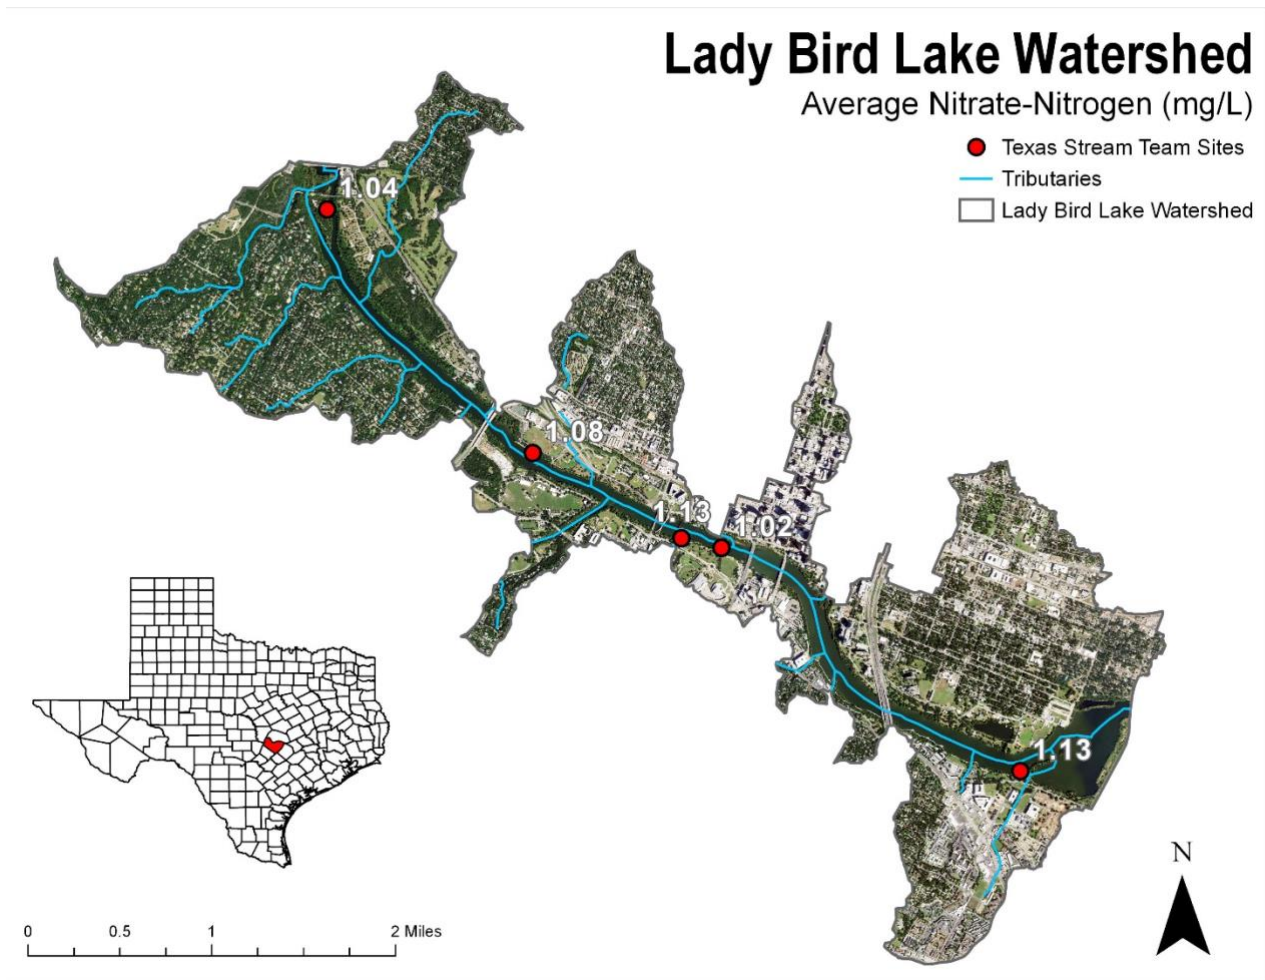 Lady Bird Lake Watershed
Average Nitrate-Nitrogen (mg/L)
Texas Stream Team Sites
Tributaries
Lady Bird Lake Watershed
1.04
1.08
1.13
1.02
1.13
N
0 0.5 1 2 Miles